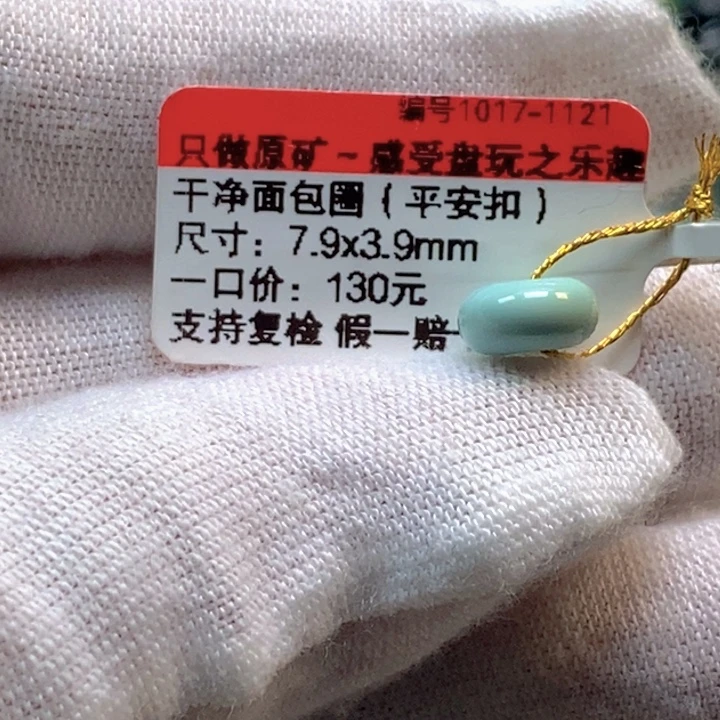 编号1017-1121
只做原矿~感受盘玩之乐趣
干净面包圈(平安扣)
尺寸：7.9x3.9mm
一口价：130元
支持复检 假一赔